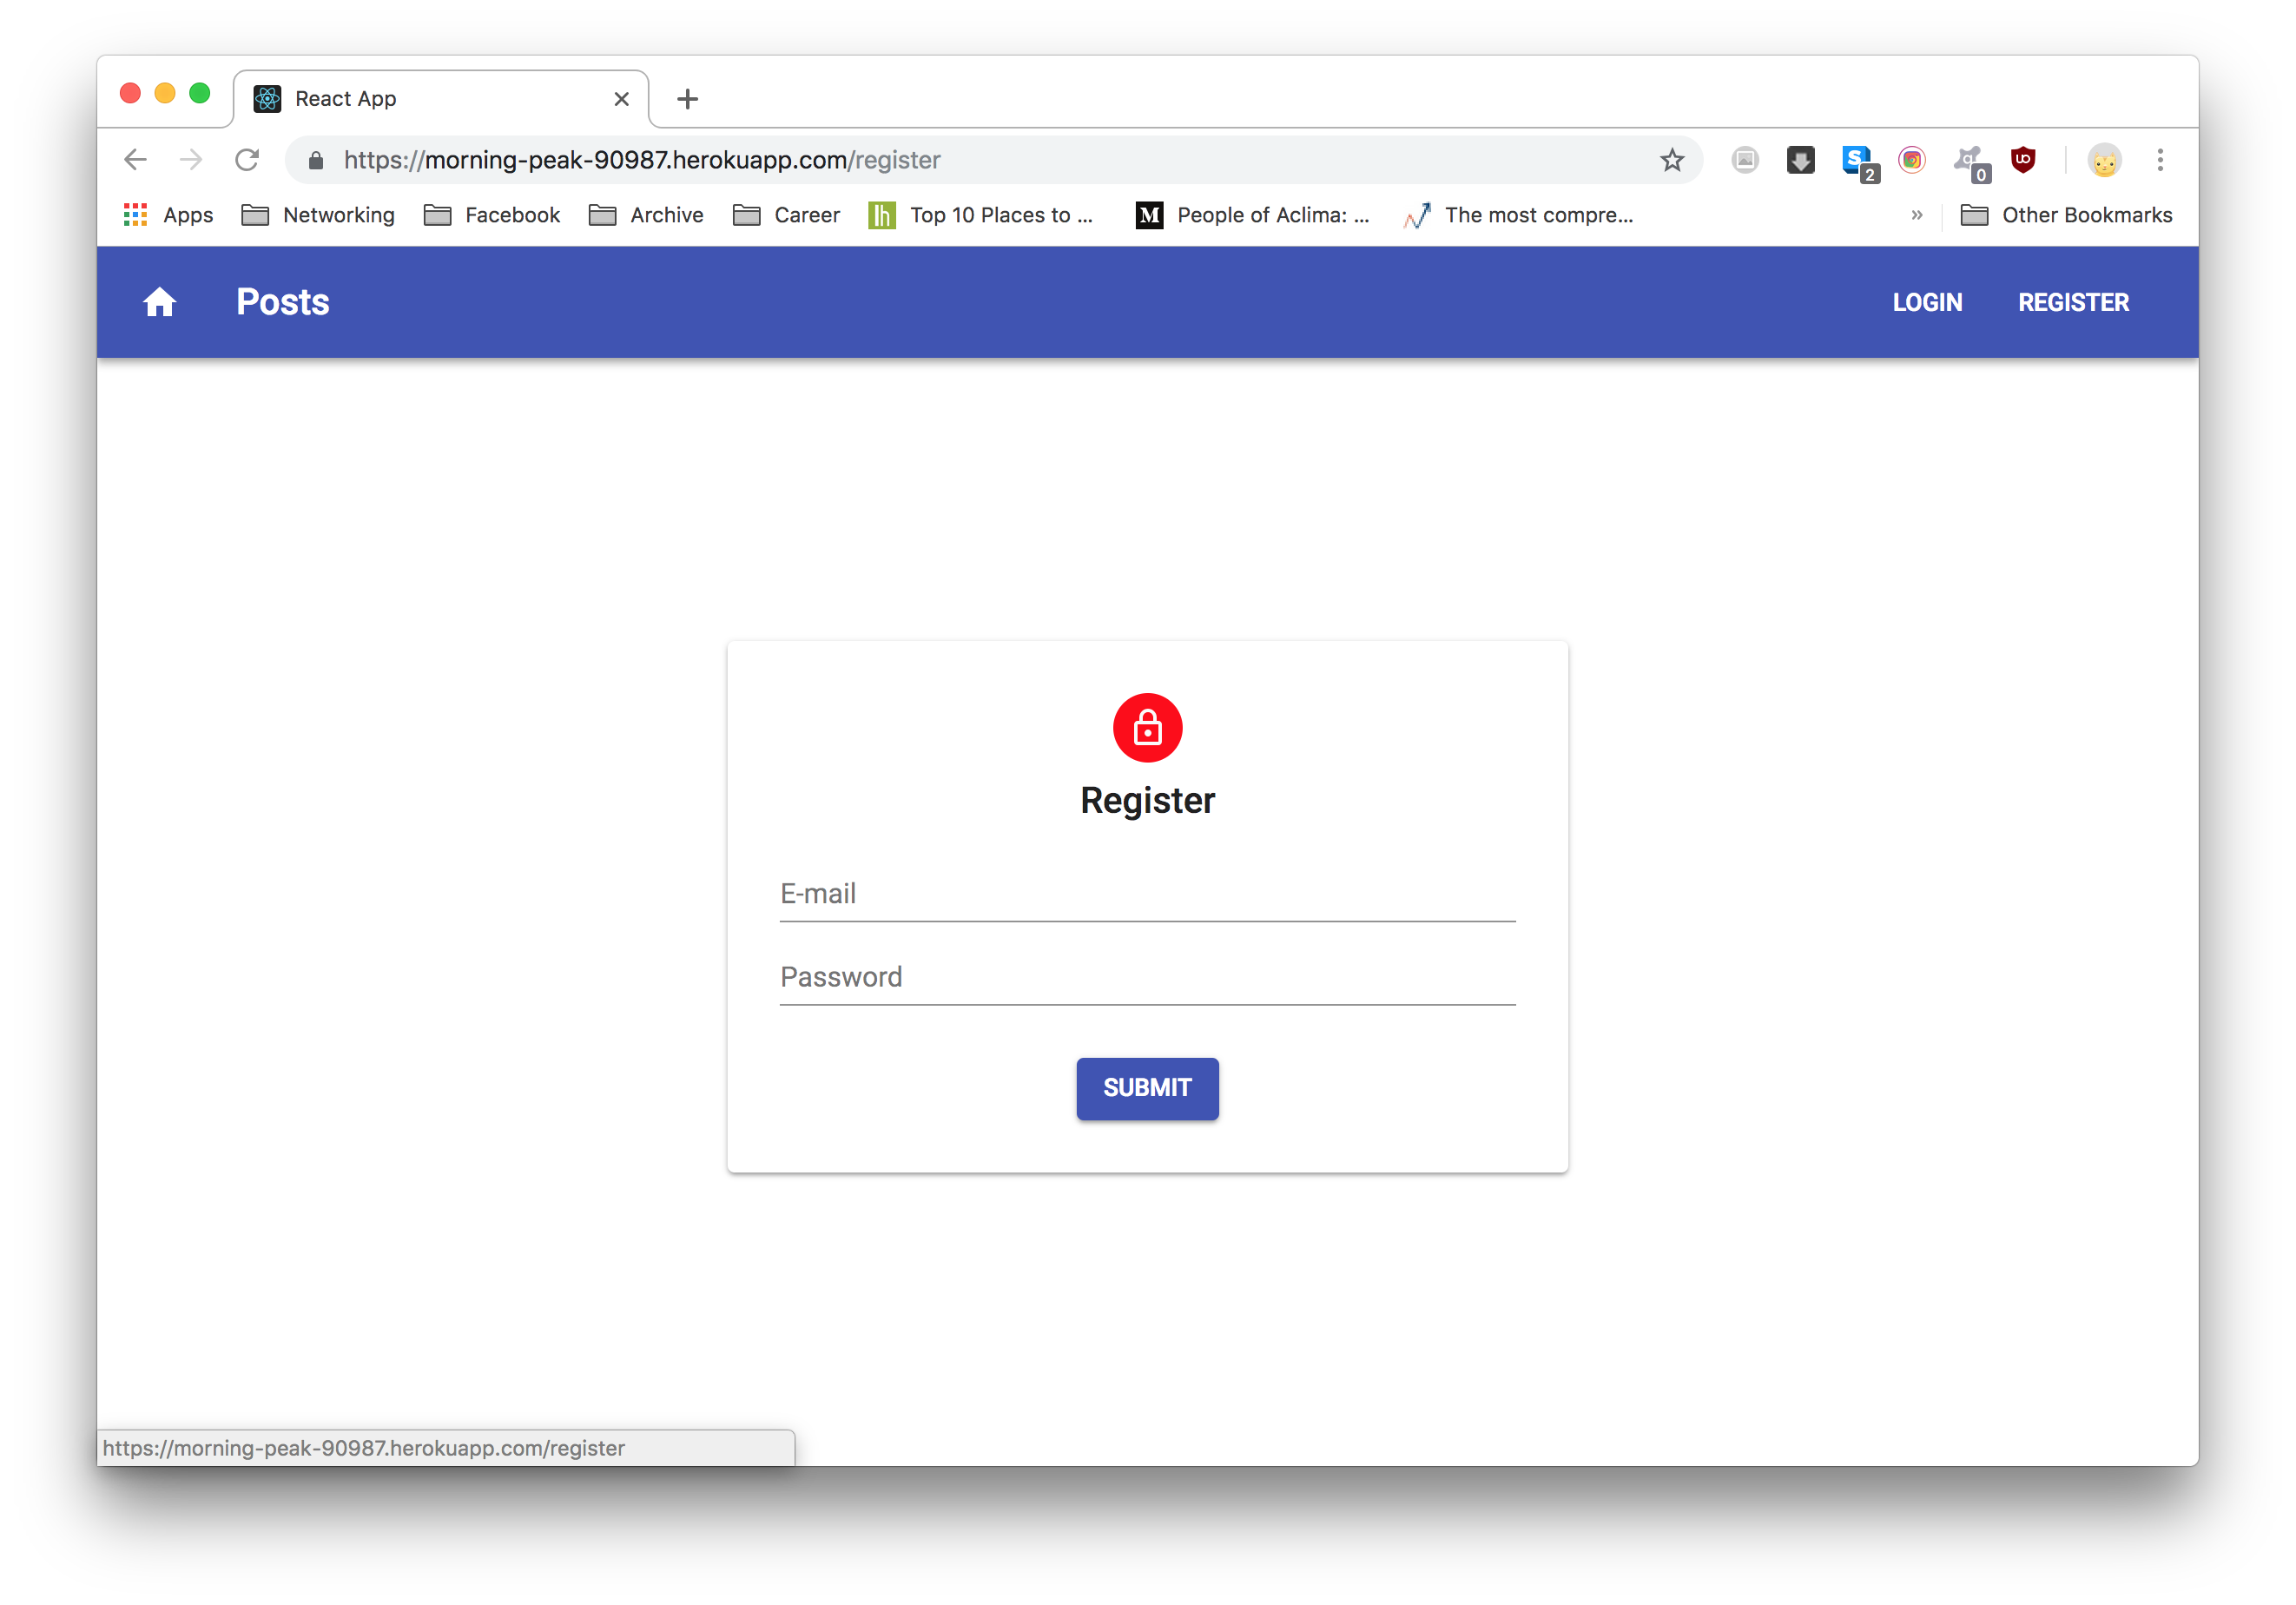 React App
https://morning-peak-90987.herokuapp.com/register
2
0
Apps Networking Facebook Archive Career Top 10 Places to ... People of Aclima: ... The most compre... » Other Bookmarks
Posts LOGIN REGISTER
Register
E-mail
Password
SUBMIT
https://morning-peak-90987.herokuapp.com/register